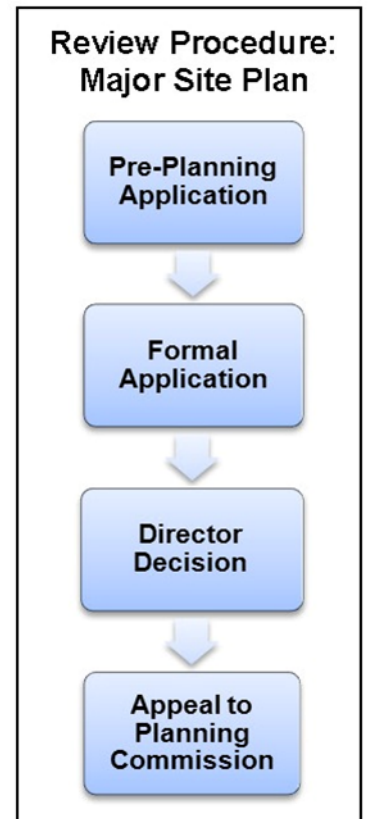 Review Procedure:
Major Site Plan
Pre-Planning
Application
Formal
Application
Director
Decision
Appeal to
Planning
Commission